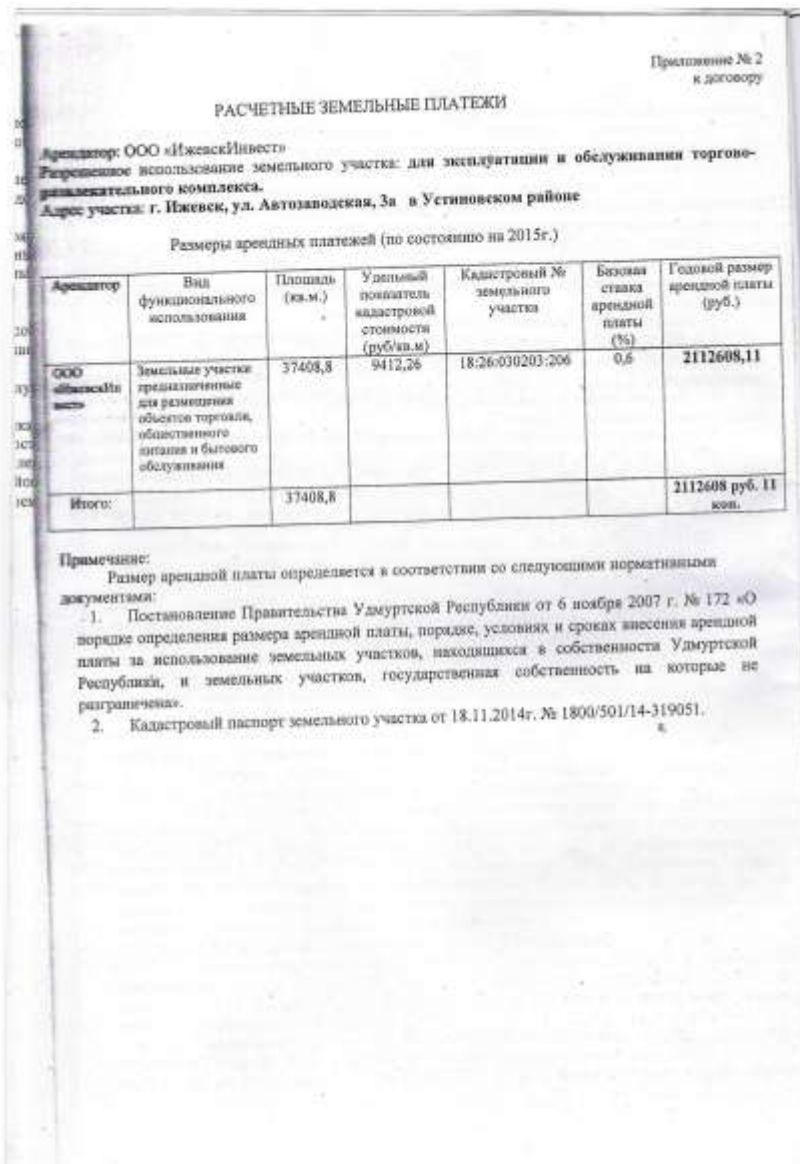 Приложение № 2
к договору
РАСЧЕТНЫЕ ЗЕМЕЛЬНЫЕ ПЛАТЕЖИ
Арендатор: ООО «ИжевскИнвест»
Разрешенное использование земельного участка: для эксплуатации и обслуживания торгово-
развлекательного комплекса.
Адрес участка: г. Ижевск, ул. Автозаводская, 3а в Устиновском районе
Размеры арендных платежей (по состоянию на 2015г.)
Арендатор
Вид
функционального
использования
Площадь
(кв.м.)
Удельный
показатель
кадастровой
стоимости
(руб/кв.м)
Кадастровый №
земельного
участка
Базовая
ставка
арендной
платы
(%)
Годовой размер
арендной платы
(руб.)
ООО
«ИжевскИн
вест»
Земельные участки
предназначенные
для размещения
объектов торговли,
общественного
питания и бытового
обслуживания
37408,8
9412,26
18:26:030203:206
0,6
2112608,11
Итого:
37408,8
2112608 руб. 11
коп.
Примечание:
Размер арендной платы определяется в соответствии со следующими нормативными
документами:
1. Постановление Правительства Удмуртской Республики от 6 ноября 2007 г. № 172 «О
порядке определения размера арендной платы, порядке, условиях и сроках внесения арендной
платы за использование земельных участков, находящихся в собственности Удмуртской
Республики, и земельных участков, государственная собственность на которые не
разграничена».
2. Кадастровый паспорт земельного участка от 18.11.2014г. № 1800/501/14-319051.